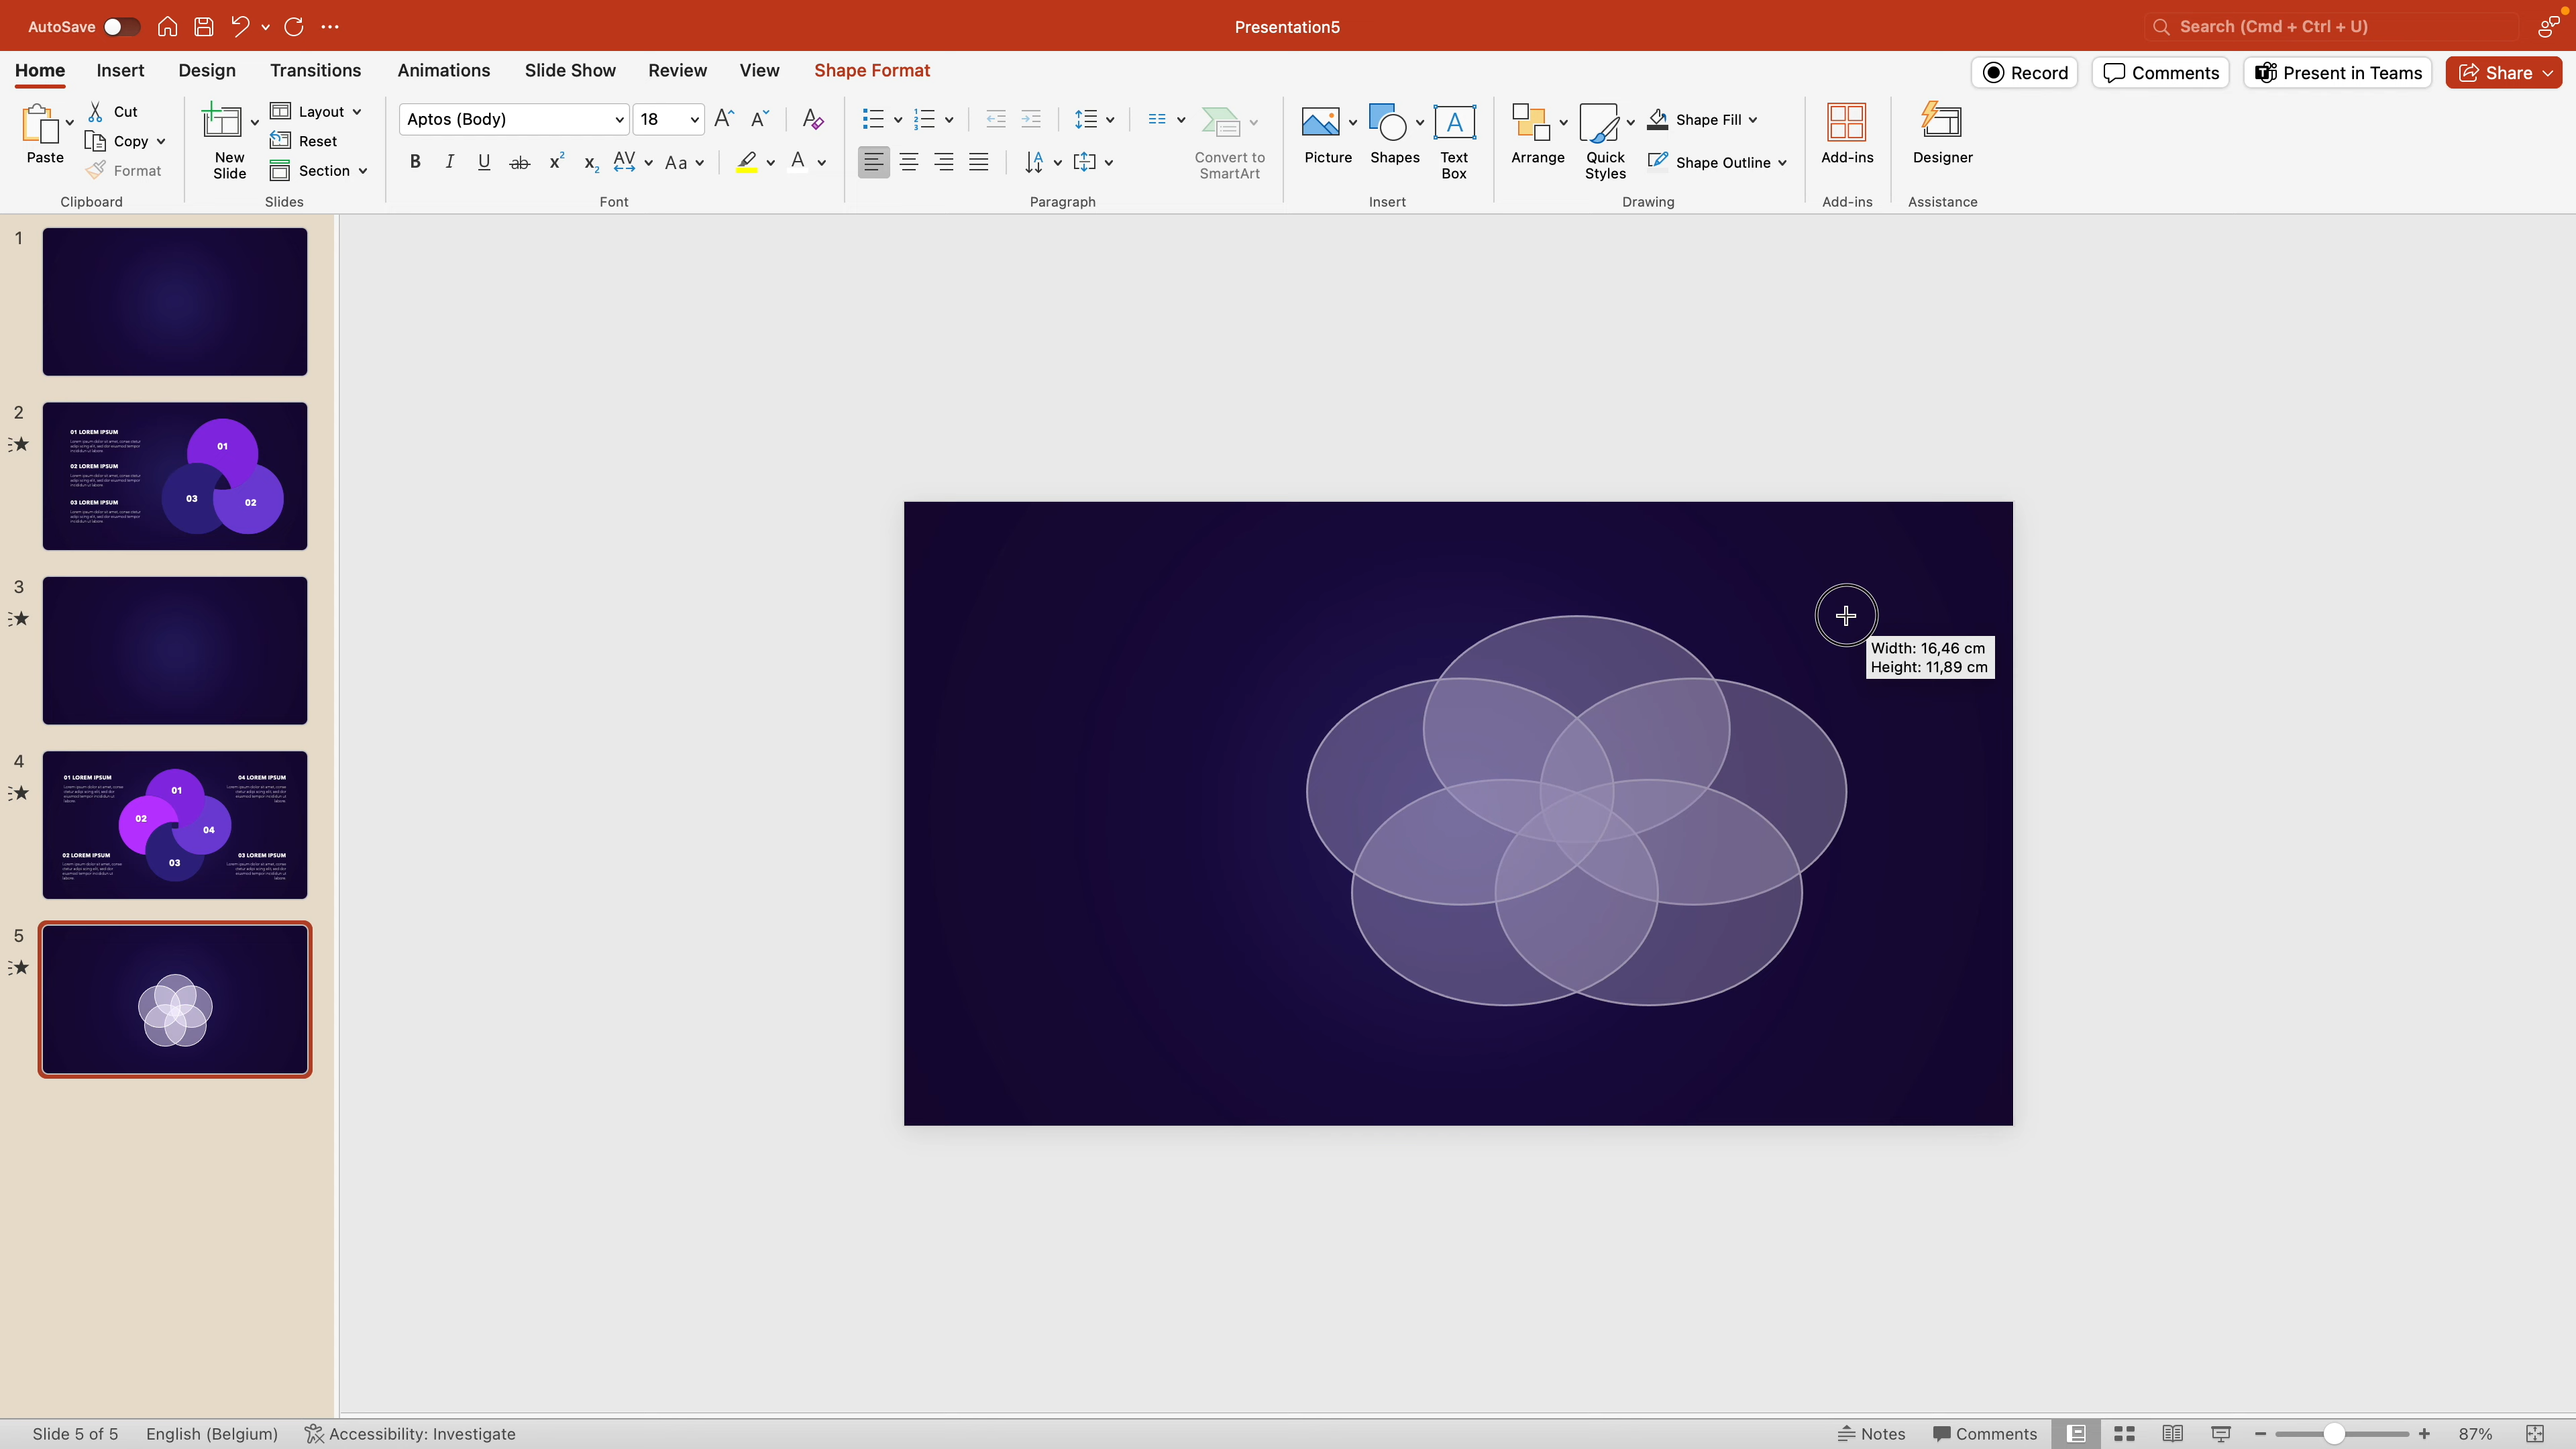 AutoSave
Presentation5
Search (Cmd + Ctrl + U)
Home Insert Design Transitions Animations Slide Show Review View Shape Format
Record Comments Present in Teams Share
Paste
Cut
Copy
Format
Clipboard
New
Slide
Layout
Reset
Section
Slides
Aptos (Body) 18
Font
Paragraph
Convert to
SmartArt
Picture Shapes Text
Box
Insert
Arrange Quick
Styles
Shape Fill
Shape Outline
Drawing
Add-ins
Add-ins
Designer
Assistance
1
2
01 LOREM IPSUM
02 LOREM IPSUM
03 LOREM IPSUM
01
03
02
3
4
01 LOREM IPSUM
04 LOREM IPSUM
01
02
04
03
02 LOREM IPSUM
03 LOREM IPSUM
5
Width: 16,46 cm
Height: 11,89 cm
Slide 5 of 5 English (Belgium) Accessibility: Investigate
Notes Comments 87%